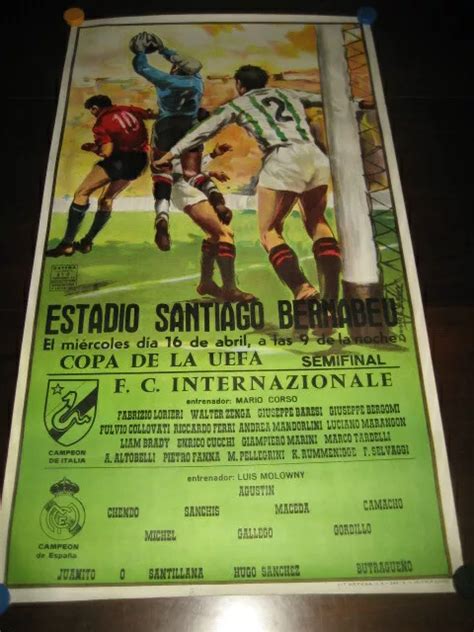 10
2
ESTADIO SANTIAGO BERNABEU
El miércoles día 16 de abril, a las 9 de la noche
COPA DE LA UEFA SEMIFINAL
F. C. INTERNAZIONALE
entrenador: MARIO CORSO
FABRIZIO LORIERI WALTER ZENGA GIUSEPPE BARESI GIUSEPPE BERGOMI
FULVIO COLLOVATI RICCARDO FERRI ANDREA MANDORLINI LUCIANO MARANGON
LIAM BRADY ENRICO CUCCHI GIAMPIERO MARINI MARCO TARDELLI
A. ALTOBELLI PIETRO FANNA M. PELLEGRINI K. RUMMENIGGE F. SELVAGGI
CAMPEON
DE ITALIA
entrenador: LUIS MOLOWNY
AGUSTIN
CHENDO SANCHIS MACEDA CAMACHO
MICHEL GALLEGO GORDILLO
CAMPEON
de España
JUANITO O SANTILLANA HUGO SANCHEZ BUTRAGUEÑO